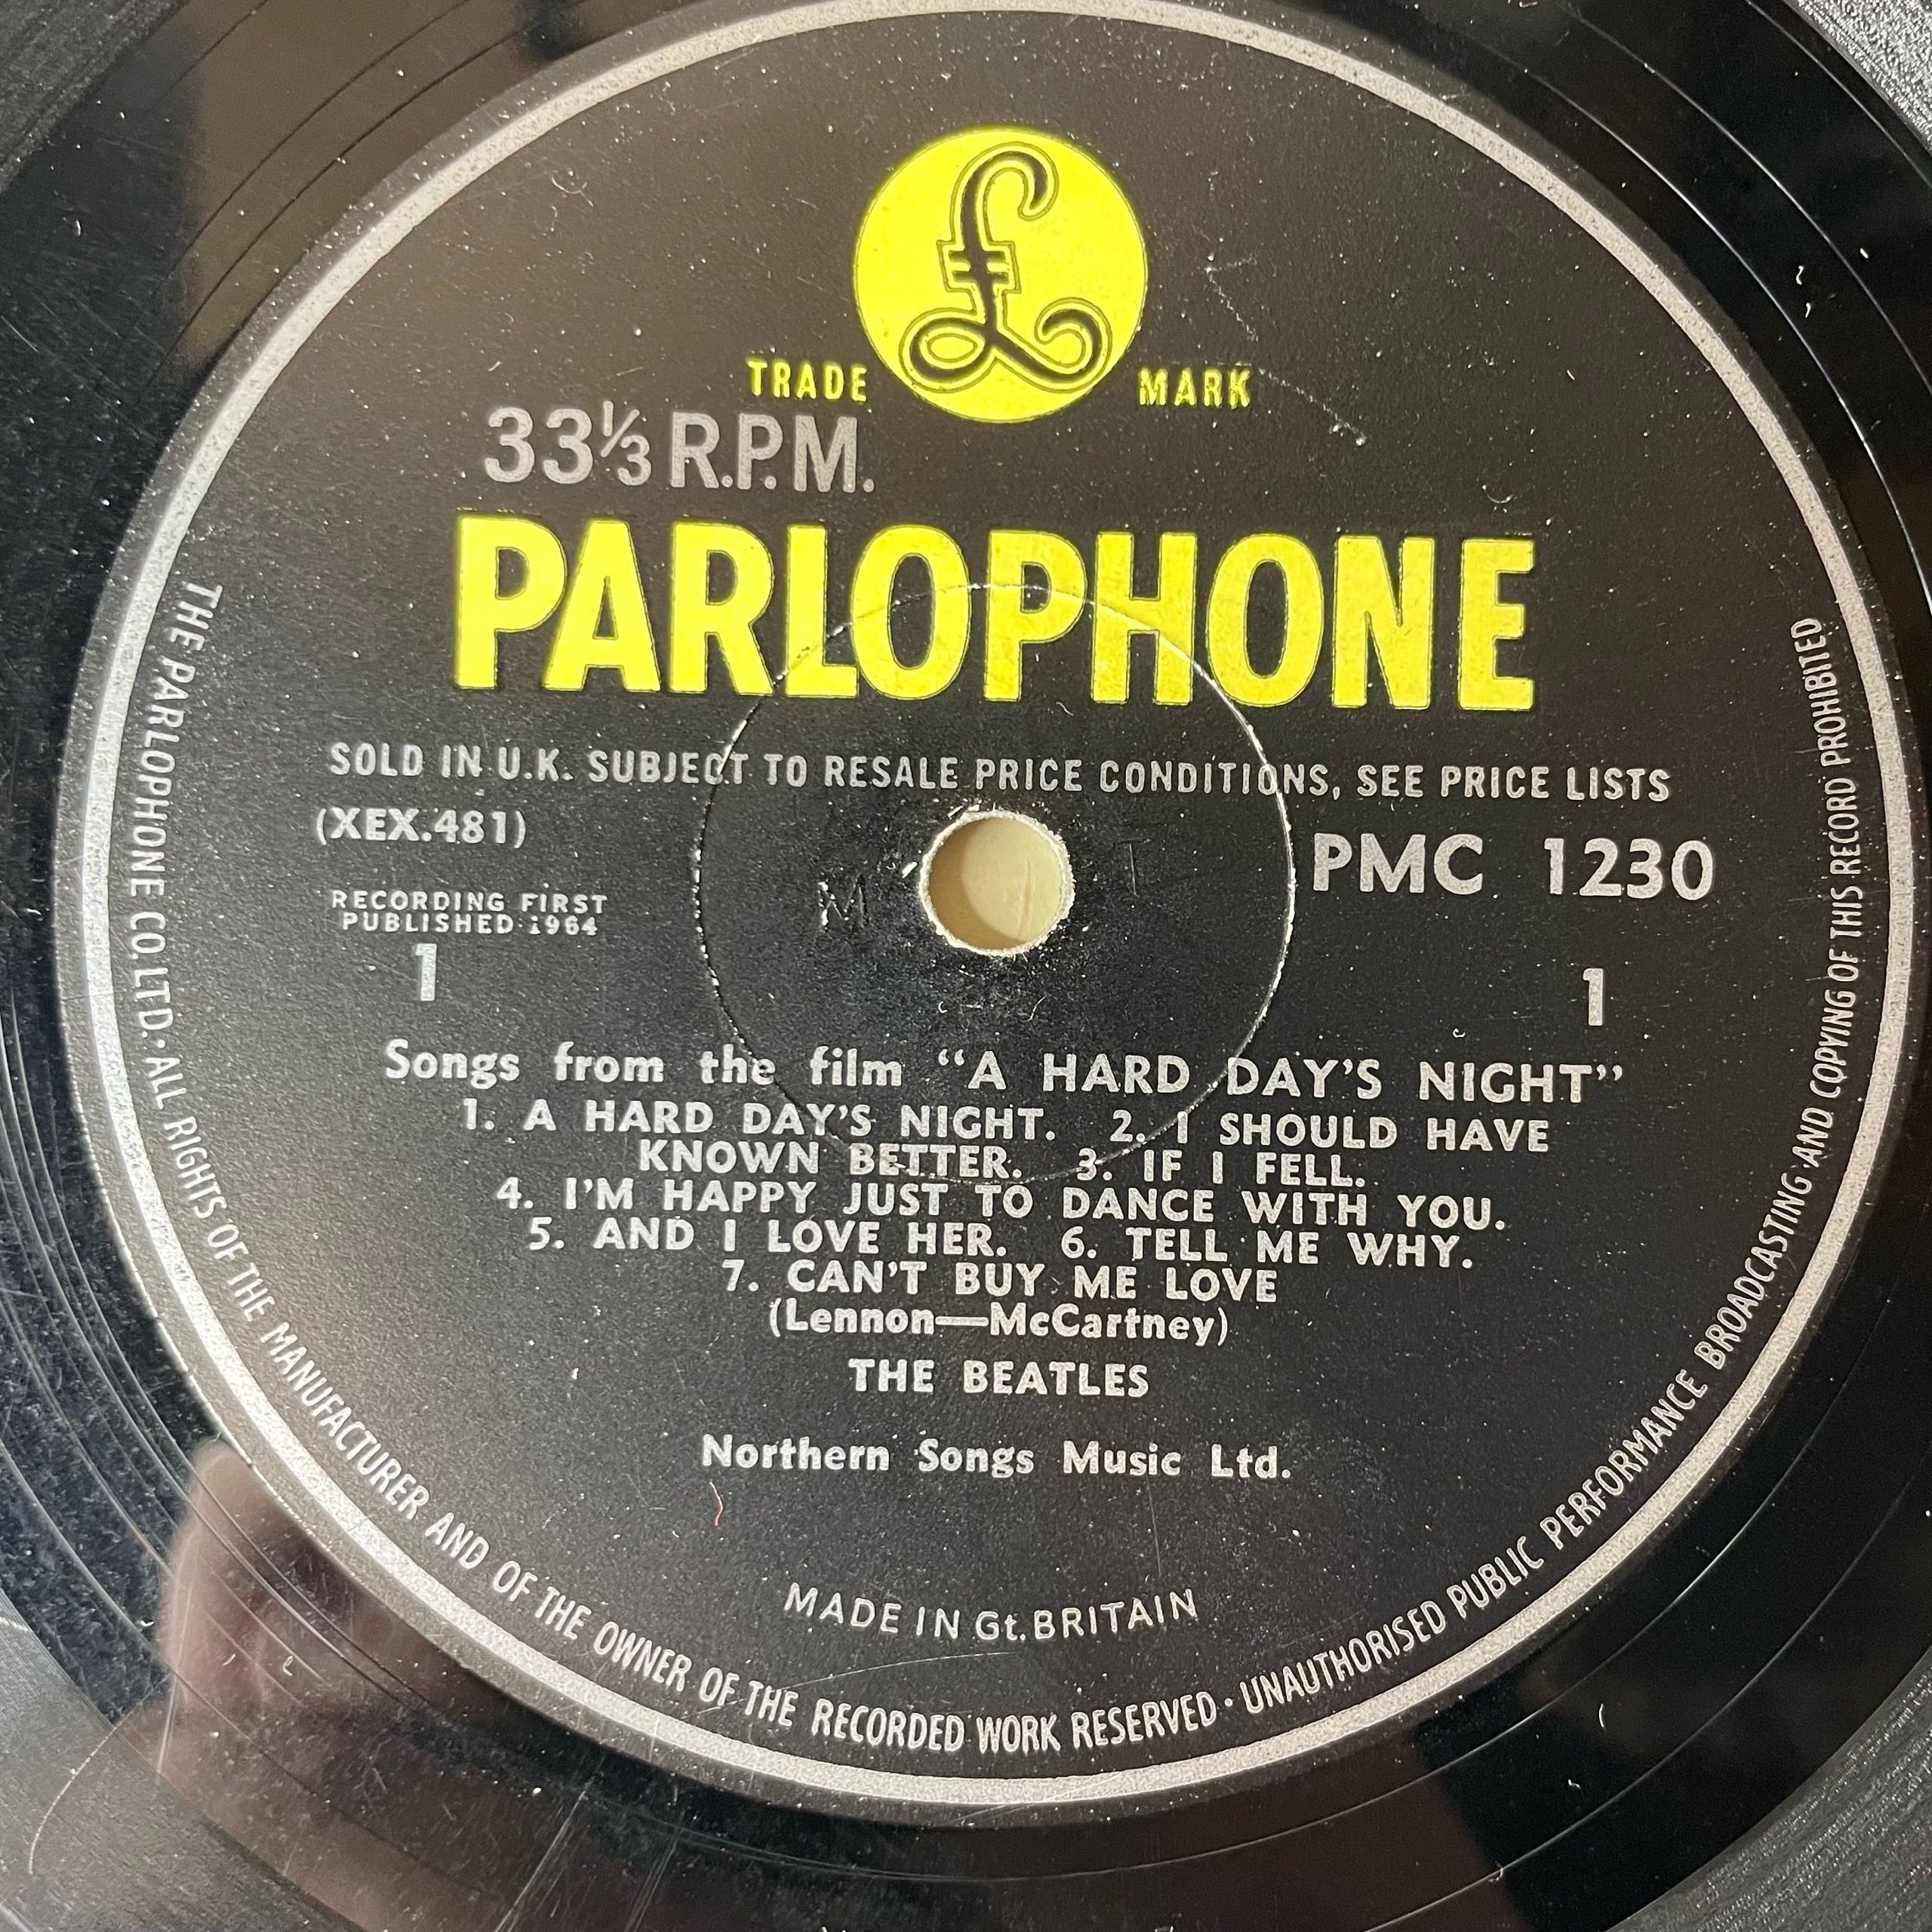 £
TRADE MARK
33⅓ R.P.M.
PARLOPHONE
SOLD IN U.K. SUBJECT TO RESALE PRICE CONDITIONS, SEE PRICE LISTS
(XEX.481)
PMC 1230
RECORDING FIRST
PUBLISHED 1964
1
1
Songs from the film “A HARD DAY’S NIGHT”
1. A HARD DAY’S NIGHT. 2. I SHOULD HAVE
KNOWN BETTER. 3. IF I FELL.
4. I’M HAPPY JUST TO DANCE WITH YOU.
5. AND I LOVE HER. 6. TELL ME WHY.
7. CAN’T BUY ME LOVE
(Lennon—McCartney)
THE BEATLES
Northern Songs Music Ltd.
MADE IN Gt. BRITAIN
THE PARLOPHONE CO. LTD. · ALL RIGHTS OF THE MANUFACTURER AND OF THE OWNER OF THE RECORDED WORK RESERVED · UNAUTHORISED PUBLIC PERFORMANCE BROADCASTING AND COPYING OF THIS RECORD PROHIBITED
M T